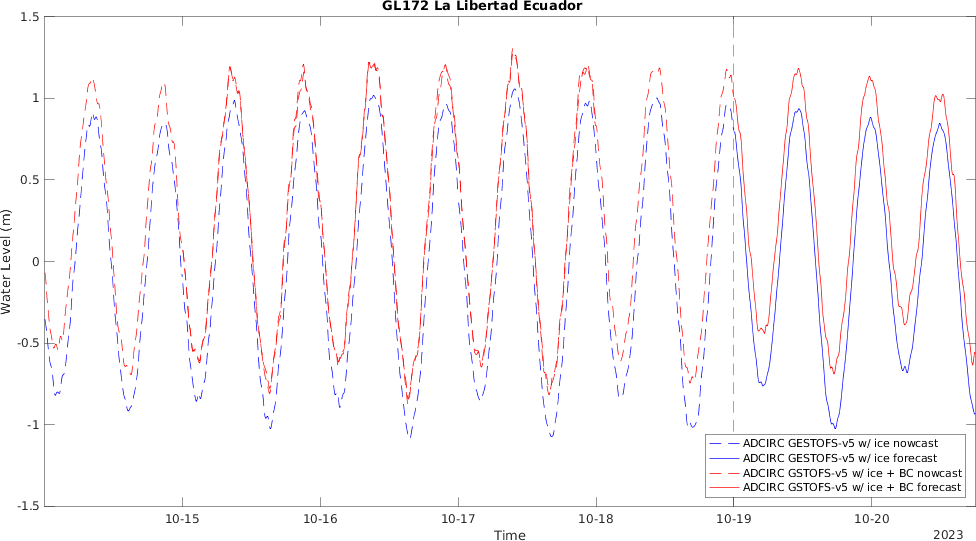 GL172 La Libertad Ecuador
1.5
1
0.5
0
-0.5
-1
-1.5
Water Level (m)
10-15
10-16
10-17
10-18
10-19
10-20
Time
2023
ADCIRC GESTOFS-v5 w/ ice nowcast
ADCIRC GESTOFS-v5 w/ ice forecast
ADCIRC GSTOFS-v5 w/ ice + BC nowcast
ADCIRC GSTOFS-v5 w/ ice + BC forecast